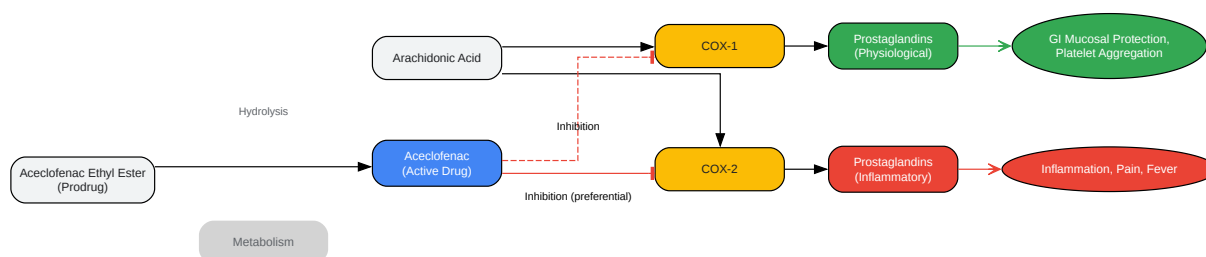 Arachidonic Acid
COX-1
Prostaglandins
(Physiological)
GI Mucosal Protection,
Platelet Aggregation
Hydrolysis
Inhibition
Aceclofenac Ethyl Ester
(Prodrug)
Aceclofenac
(Active Drug)
COX-2
Prostaglandins
(Inflammatory)
Inflammation, Pain, Fever
Inhibition (preferential)
Metabolism